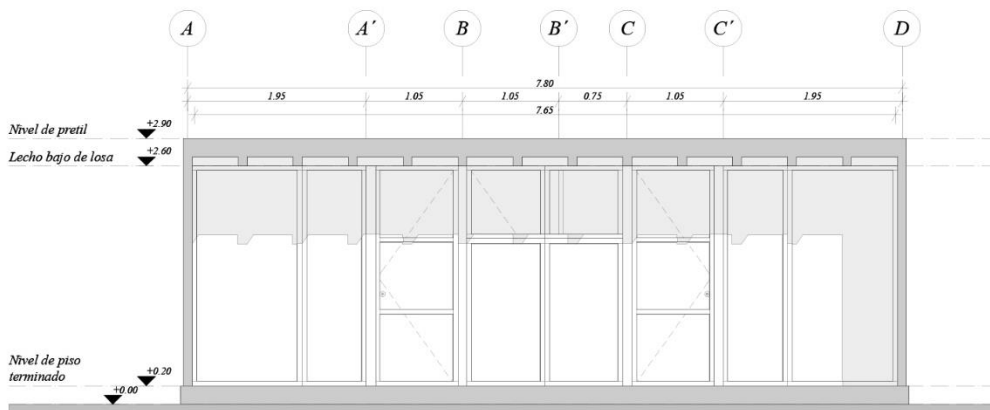 A A´ B B´ C C´ D
7.80
1.95 1.05 1.05 0.75 1.05 1.95
7.65
Nivel de pretil +2.90
Lecho bajo de losa +2.60
Nivel de piso
terminado +0.20
+0.00